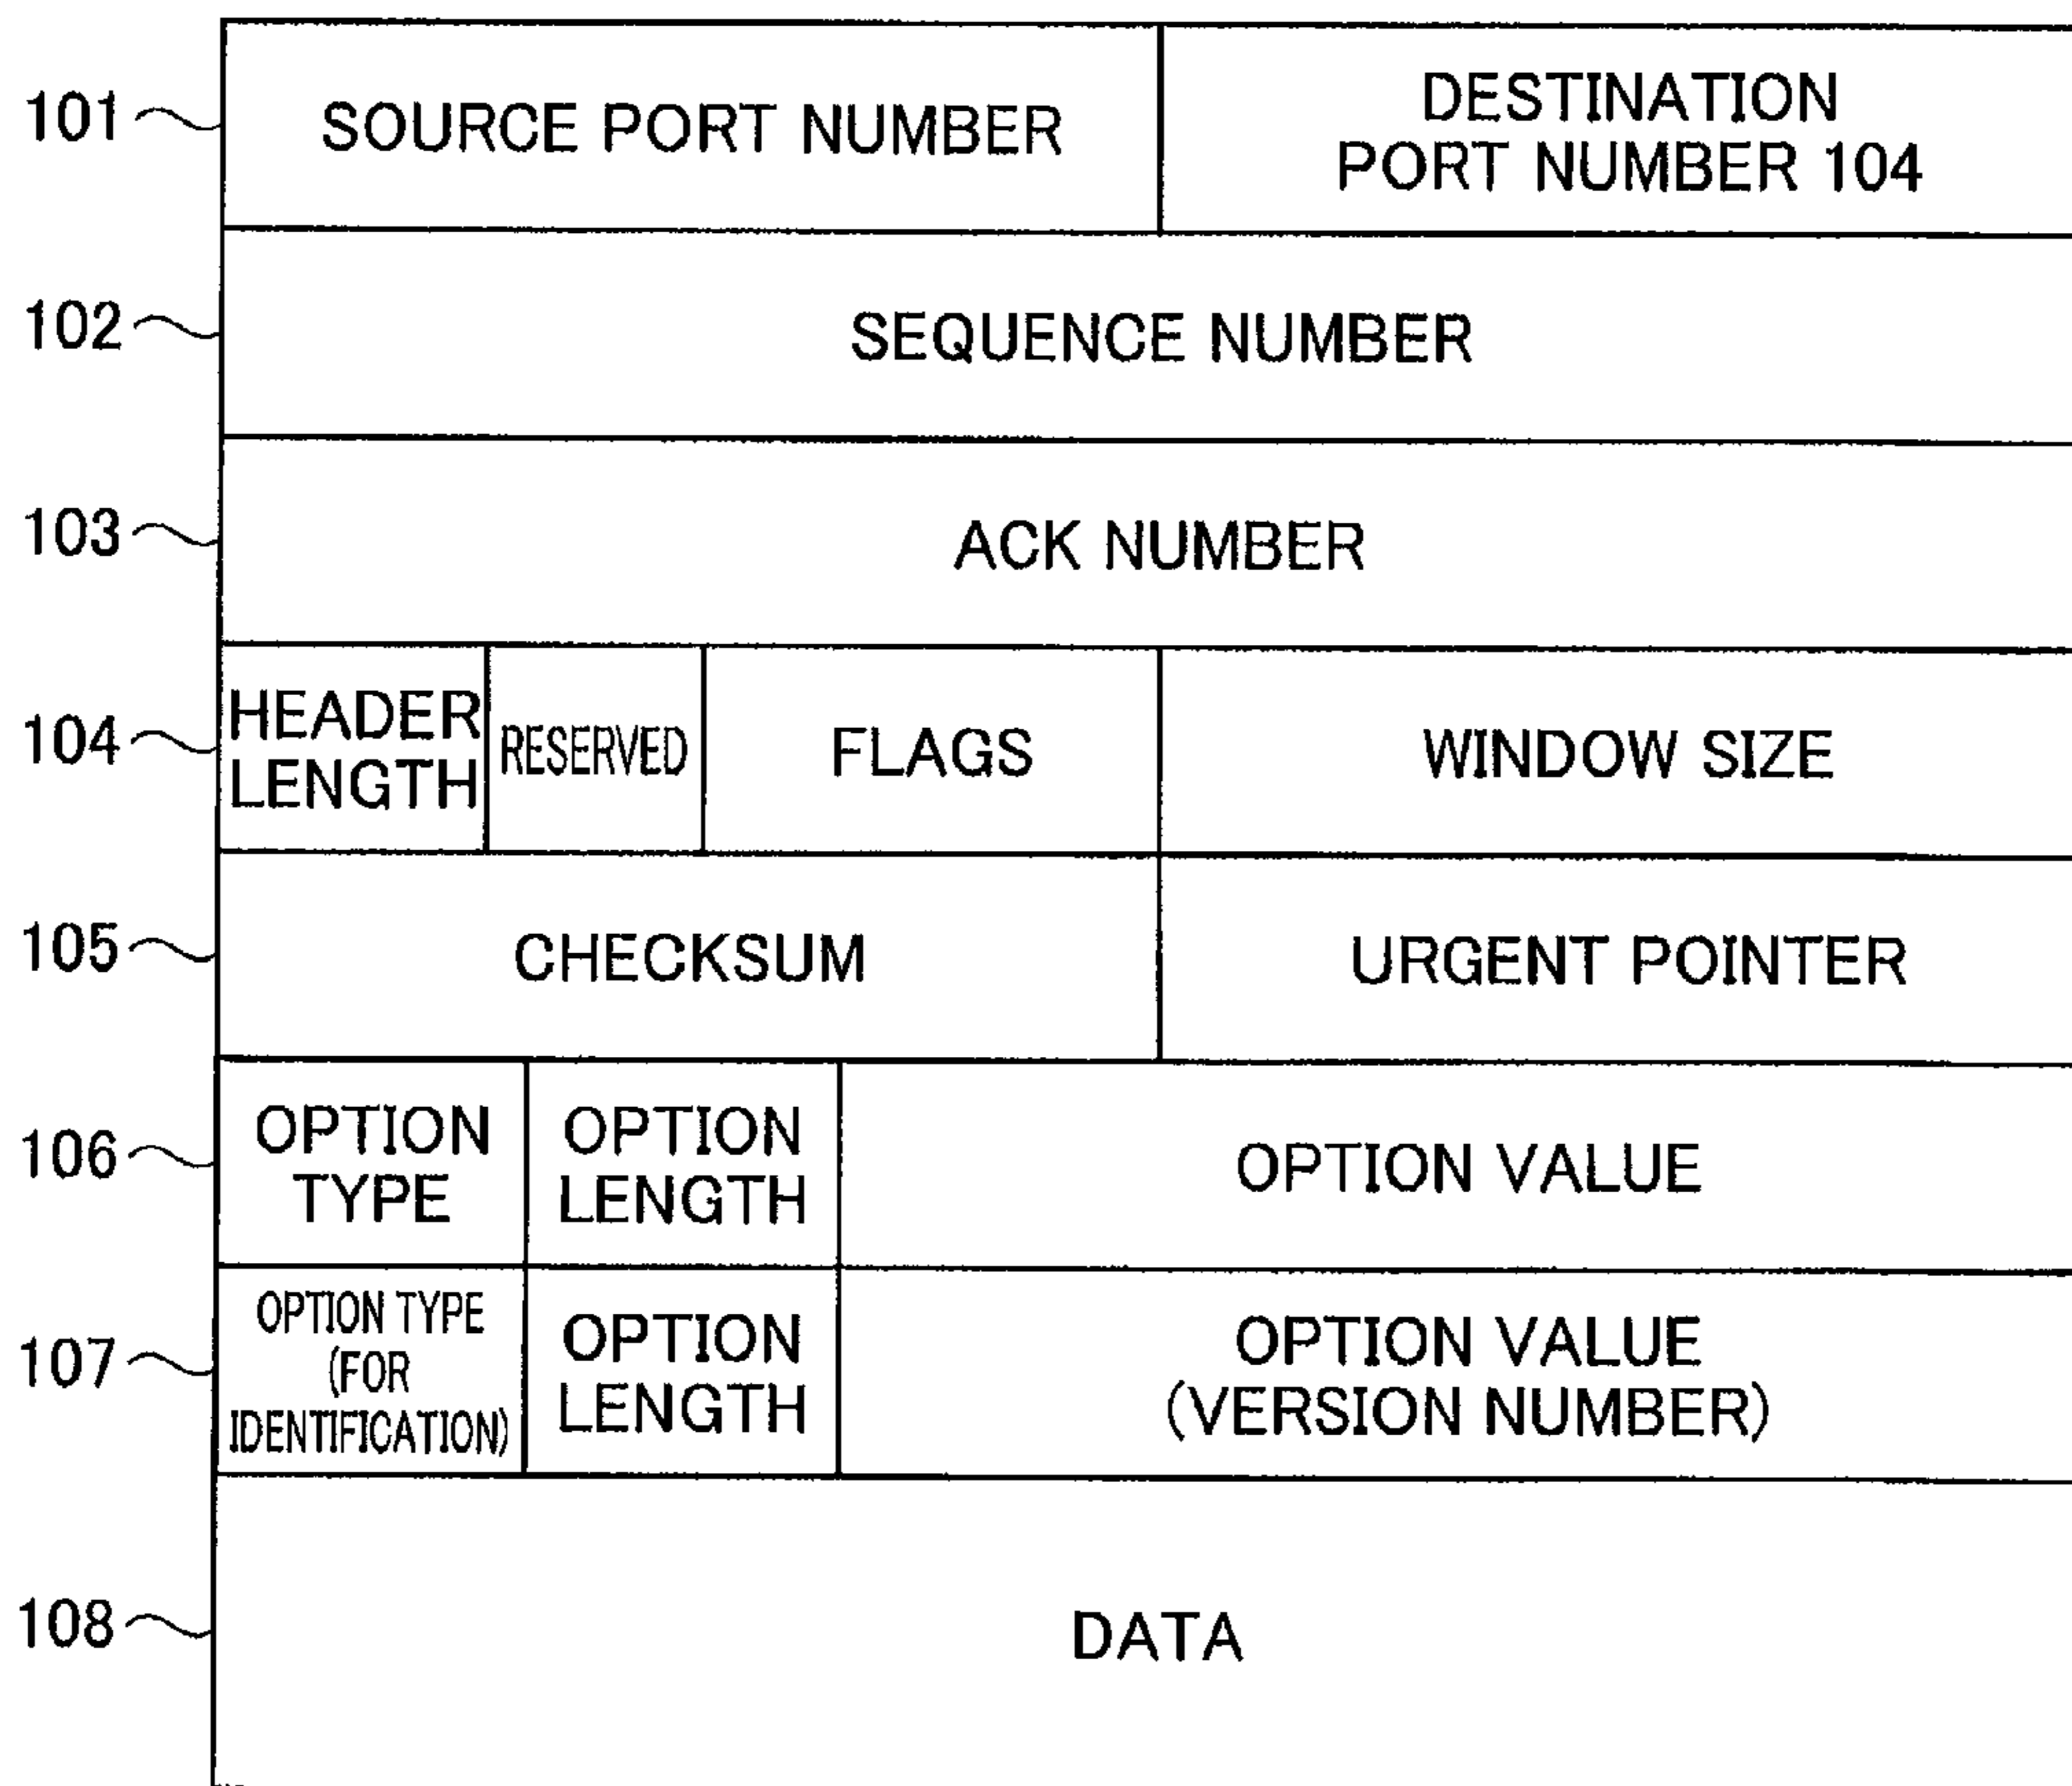 101
SOURCE PORT NUMBER
DESTINATION
PORT NUMBER 104
102
SEQUENCE NUMBER
103
ACK NUMBER
104
HEADER
LENGTH
RESERVED
FLAGS
WINDOW SIZE
105
CHECKSUM
URGENT POINTER
106
OPTION
TYPE
OPTION
LENGTH
OPTION VALUE
107
OPTION TYPE
(FOR
IDENTIFICATION)
OPTION
LENGTH
OPTION VALUE
(VERSION NUMBER)
108
DATA